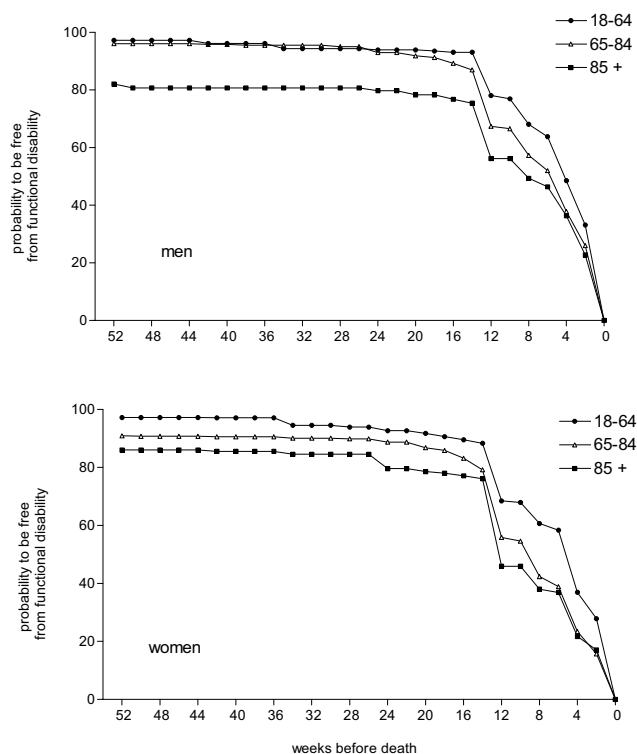 18-64
65-84
85 +
100
80
60
40
20
0
probability to be free
from functional disability
men
52 48 44 40 36 32 28 24 20 16 12 8 4 0
18-64
65-84
85 +
100
80
60
40
20
0
probability to be free
from functional disability
women
52 48 44 40 36 32 28 24 20 16 12 8 4 0
weeks before death